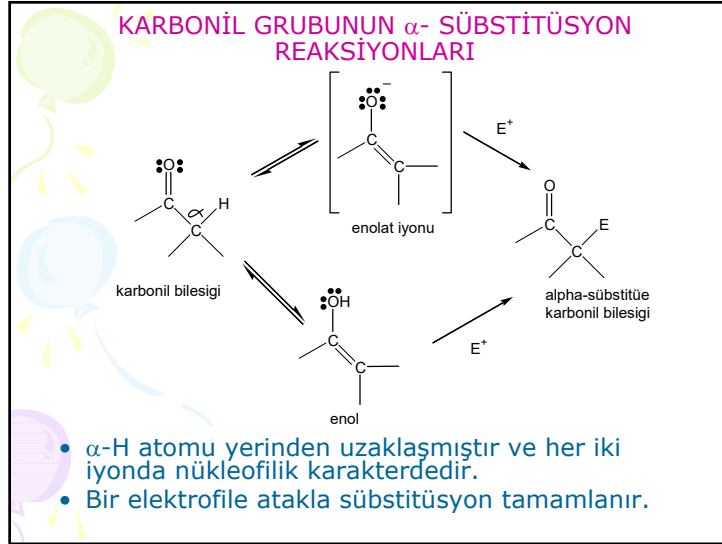 KARBONİL GRUBUNUN α- SÜBSTİTÜSYON
REAKSİYONLARI
O
C
α
H
C
karbonil bilesigi
–
O
C
C
enolat iyonu
E+
OH
C
C
enol
E+
O
C
E
C
alpha-sübstitüe
karbonil bilesigi
• α-H atomu yerinden uzaklaşmıştır ve her iki
iyonda nükleofilik karakterdedir.
• Bir elektrofile atakla sübstitüsyon tamamlanır.